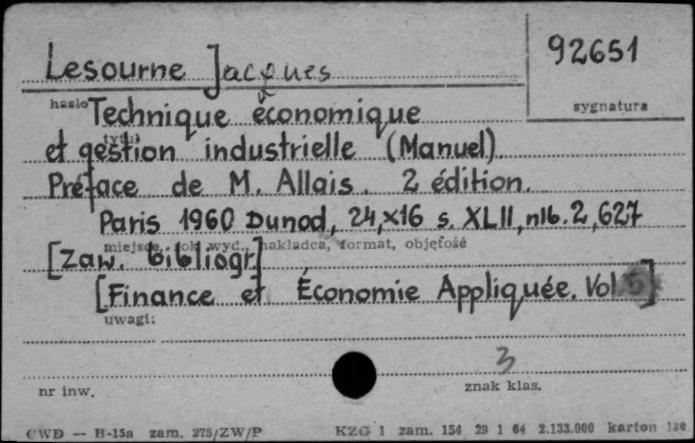 Lesourne Jacques
92651
hasło
sygnatura
Technique économique
tytuł
et gestion industrielle (Manuel)
Préface de M. Allais. 2 édition.
Paris 1960 Dunod, 24,×16 s. XLII, nlb. 2, 627
miejsce, rok wyd., nakładca, format, objętość
[Zaw. bibliogr]
[Finance et Économie Appliquée. Vol. 6]
uwagi:
3
nr inw.
znak klas.
CWD — B-15a zam. 275/ZW/P
KZG 1 zam. 154 29 1 64 2.133.000 karton